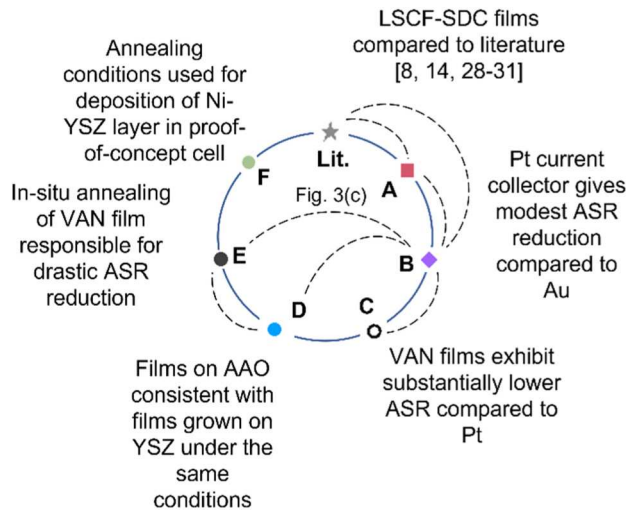 LSCF-SDC films
compared to literature
[8, 14, 28-31]
Annealing
conditions used for
deposition of Ni-
YSZ layer in proof-
of-concept cell
Lit.
F
A
Fig. 3(c)
Pt current
collector gives
modest ASR
reduction
compared to
Au
In-situ annealing
of VAN film
responsible for
drastic ASR
reduction
E
B
D
C
VAN films exhibit
substantially lower
ASR compared to
Pt
Films on AAO
consistent with
films grown on
YSZ under the
same
conditions